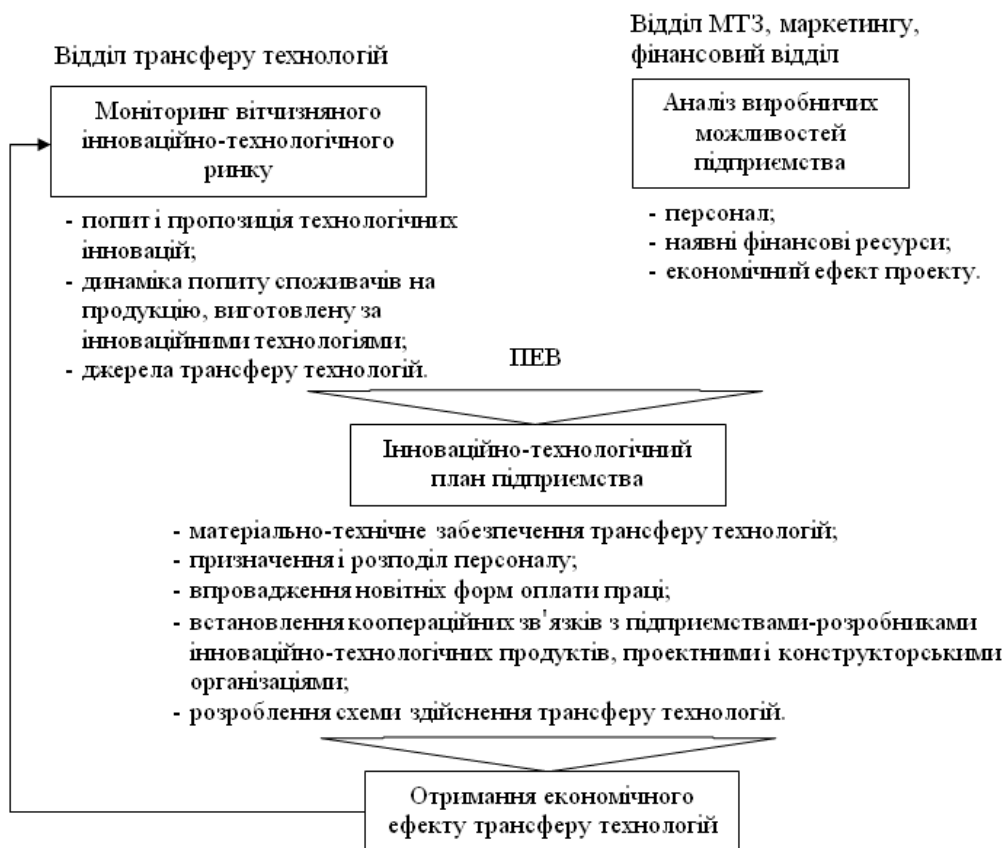 Відділ трансферу технологій
Моніторинг вітчизняного
інноваційно-технологічного
ринку
- попит і пропозиція технологічних
інновацій;
- динаміка попиту споживачів на
продукцію, виготовлену за
інноваційними технологіями;
- джерела трансферу технологій.
Відділ МТЗ, маркетингу,
фінансовий відділ
Аналіз виробничих
можливостей
підприємства
- персонал;
- наявні фінансові ресурси;
- економічний ефект проекту.
ПЕВ
Інноваційно-технологічний
план підприємства
- матеріально-технічне забезпечення трансферу технологій;
- призначення і розподіл персоналу;
- впровадження новітніх форм оплати праці;
- встановлення коопераційних зв'язків з підприємствами-розробниками
інноваційно-технологічних продуктів, проектними і конструкторськими
організаціями;
- розроблення схеми здійснення трансферу технологій.
Отримання економічного
ефекту трансферу технологій